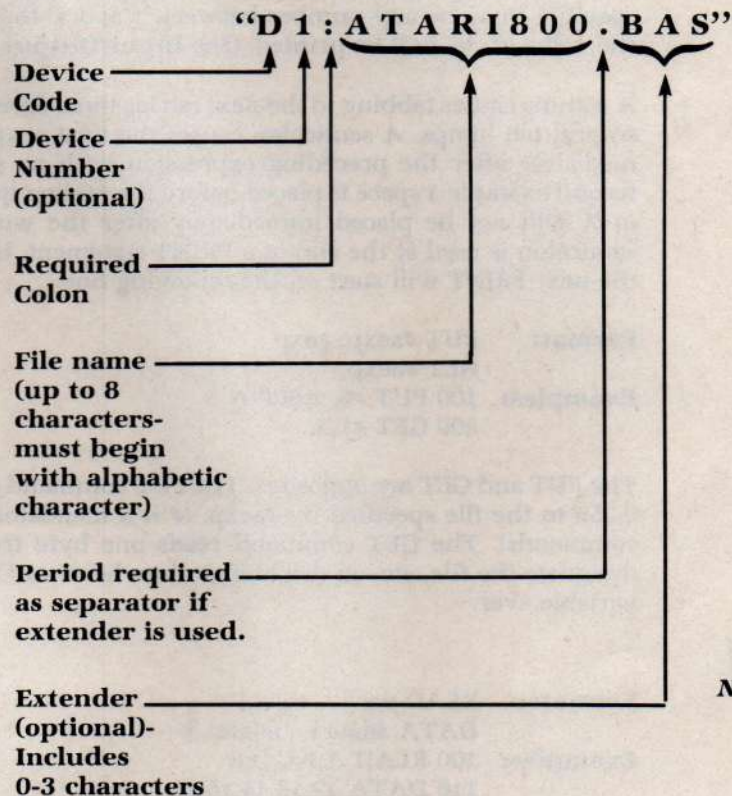 “D1:ATARI800.BAS”
Device
Code
Device
Number
(optional)
Required
Colon
File name
(up to 8
characters-
must begin
with alphabetic
character)
Period required
as separator if
extender is used.
Extender
(optional)-
Includes
0-3 characters